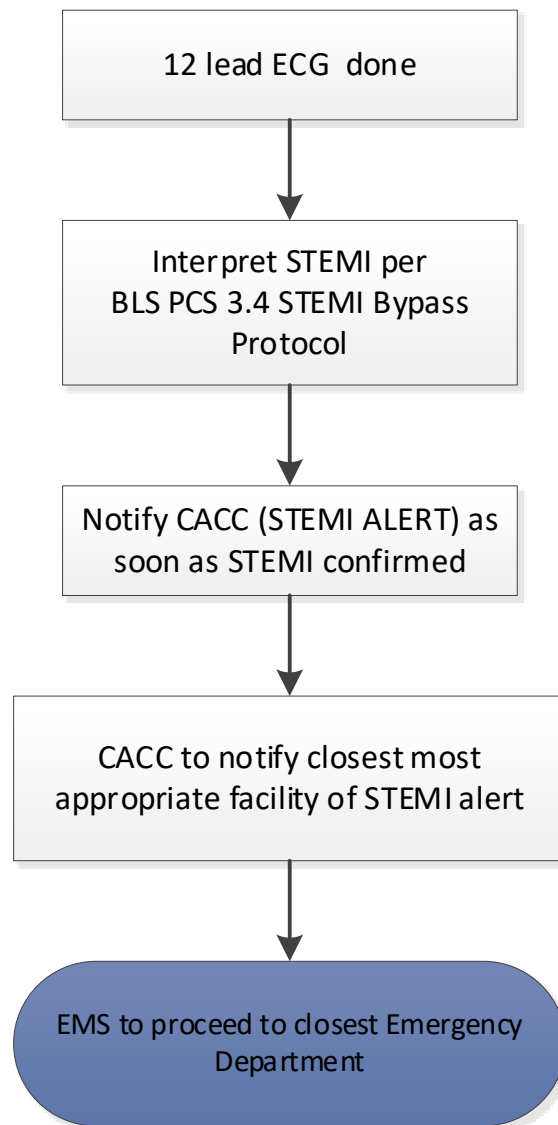 12 lead ECG  done
Interpret STEMI per
BLS PCS 3.4 STEMI Bypass
Protocol
Notify CACC (STEMI ALERT) as
soon as STEMI confirmed
CACC to notify closest most
appropriate facility of STEMI alert
EMS to proceed to closest Emergency
Department